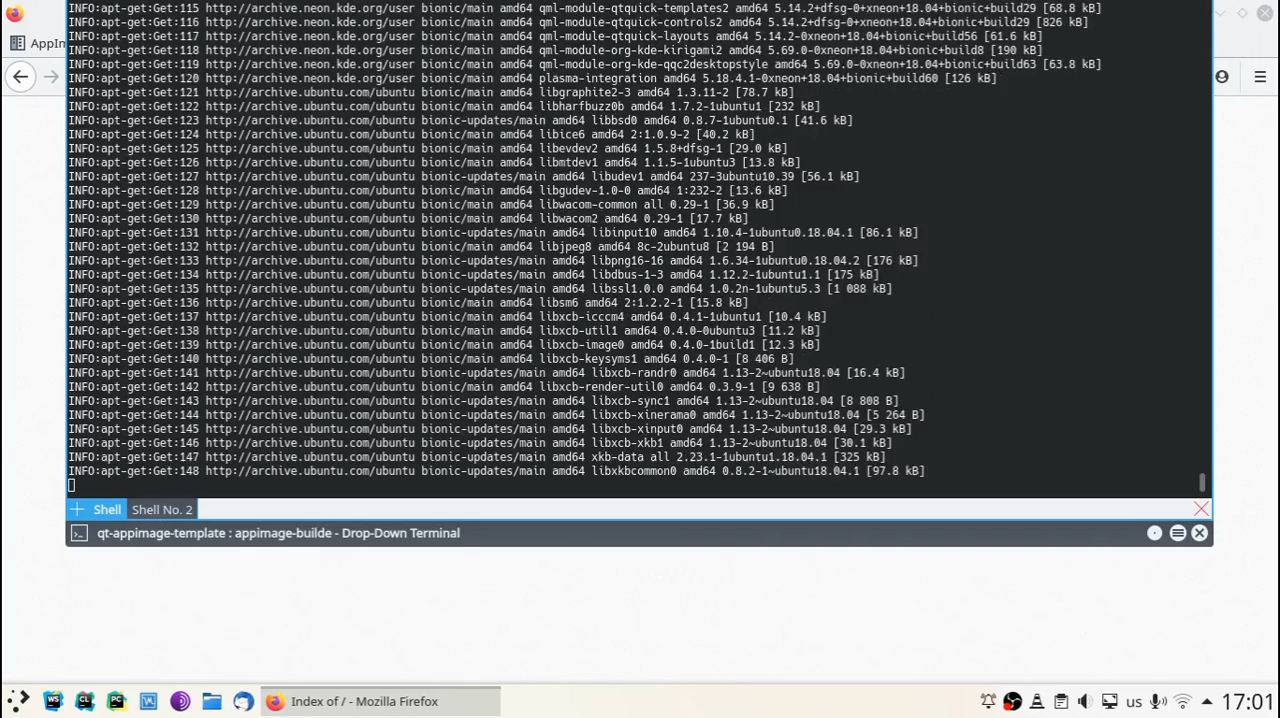 INFO:apt-get:Get:115 http://archive.neon.kde.org/user bionic/main amd64 qml-module-qtquick-templates2 amd64 5.14.2+dfsg-0+xneon+18.04+bionic+build29 [68.8 kB]
INFO:apt-get:Get:116 http://archive.neon.kde.org/user bionic/main amd64 qml-module-qtquick-controls2 amd64 5.14.2+dfsg-0+xneon+18.04+bionic+build29 [826 kB]
INFO:apt-get:Get:117 http://archive.neon.kde.org/user bionic/main amd64 qml-module-qtquick-layouts amd64 5.14.2-0xneon+18.04+bionic+build56 [61.6 kB]
INFO:apt-get:Get:118 http://archive.neon.kde.org/user bionic/main amd64 qml-module-org-kde-kirigami2 amd64 5.69.0-0xneon+18.04+bionic+build8 [190 kB]
INFO:apt-get:Get:119 http://archive.neon.kde.org/user bionic/main amd64 qml-module-org-kde-qqc2desktopstyle amd64 5.69.0-0xneon+18.04+bionic+build63 [63.8 kB]
INFO:apt-get:Get:120 http://archive.neon.kde.org/user bionic/main amd64 plasma-integration amd64 5.18.4.1-0xneon+18.04+bionic+build60 [126 kB]
INFO:apt-get:Get:121 http://archive.ubuntu.com/ubuntu bionic/main amd64 libgraphite2-3 amd64 1.3.11-2 [78.7 kB]
INFO:apt-get:Get:122 http://archive.ubuntu.com/ubuntu bionic/main amd64 libharfbuzz0b amd64 1.7.2-1ubuntu1 [232 kB]
INFO:apt-get:Get:123 http://archive.ubuntu.com/ubuntu bionic-updates/main amd64 libbsd0 amd64 0.8.7-1ubuntu0.1 [41.6 kB]
INFO:apt-get:Get:124 http://archive.ubuntu.com/ubuntu bionic/main amd64 libice6 amd64 2:1.0.9-2 [40.2 kB]
INFO:apt-get:Get:125 http://archive.ubuntu.com/ubuntu bionic/main amd64 libevdev2 amd64 1.5.8+dfsg-1 [29.0 kB]
INFO:apt-get:Get:126 http://archive.ubuntu.com/ubuntu bionic/main amd64 libmtdev1 amd64 1.1.5-1ubuntu3 [13.8 kB]
INFO:apt-get:Get:127 http://archive.ubuntu.com/ubuntu bionic-updates/main amd64 libudev1 amd64 237-3ubuntu10.39 [56.1 kB]
INFO:apt-get:Get:128 http://archive.ubuntu.com/ubuntu bionic/main amd64 libgudev-1.0-0 amd64 1:232-2 [13.6 kB]
INFO:apt-get:Get:129 http://archive.ubuntu.com/ubuntu bionic/main amd64 libwacom-common all 0.29-1 [36.9 kB]
INFO:apt-get:Get:130 http://archive.ubuntu.com/ubuntu bionic/main amd64 libwacom2 amd64 0.29-1 [17.7 kB]
INFO:apt-get:Get:131 http://archive.ubuntu.com/ubuntu bionic-updates/main amd64 libinput10 amd64 1.10.4-1ubuntu0.18.04.1 [86.1 kB]
INFO:apt-get:Get:132 http://archive.ubuntu.com/ubuntu bionic/main amd64 libjpeg8 amd64 8c-2ubuntu8 [2 194 B]
INFO:apt-get:Get:133 http://archive.ubuntu.com/ubuntu bionic-updates/main amd64 libpng16-16 amd64 1.6.34-1ubuntu0.18.04.2 [176 kB]
INFO:apt-get:Get:134 http://archive.ubuntu.com/ubuntu bionic-updates/main amd64 libdbus-1-3 amd64 1.12.2-1ubuntu1.1 [175 kB]
INFO:apt-get:Get:135 http://archive.ubuntu.com/ubuntu bionic-updates/main amd64 libssl1.0.0 amd64 1.0.2n-1ubuntu5.3 [1 088 kB]
INFO:apt-get:Get:136 http://archive.ubuntu.com/ubuntu bionic/main amd64 libsm6 amd64 2:1.2.2-1 [15.8 kB]
INFO:apt-get:Get:137 http://archive.ubuntu.com/ubuntu bionic/main amd64 libxcb-icccm4 amd64 0.4.1-1ubuntu1 [10.4 kB]
INFO:apt-get:Get:138 http://archive.ubuntu.com/ubuntu bionic/main amd64 libxcb-util1 amd64 0.4.0-0ubuntu3 [11.2 kB]
INFO:apt-get:Get:139 http://archive.ubuntu.com/ubuntu bionic/main amd64 libxcb-image0 amd64 0.4.0-1build1 [12.3 kB]
INFO:apt-get:Get:140 http://archive.ubuntu.com/ubuntu bionic/main amd64 libxcb-keysyms1 amd64 0.4.0-1 [8 406 B]
INFO:apt-get:Get:141 http://archive.ubuntu.com/ubuntu bionic-updates/main amd64 libxcb-randr0 amd64 1.13-2~ubuntu18.04 [16.4 kB]
INFO:apt-get:Get:142 http://archive.ubuntu.com/ubuntu bionic/main amd64 libxcb-render-util0 amd64 0.3.9-1 [9 638 B]
INFO:apt-get:Get:143 http://archive.ubuntu.com/ubuntu bionic-updates/main amd64 libxcb-sync1 amd64 1.13-2~ubuntu18.04 [8 808 B]
INFO:apt-get:Get:144 http://archive.ubuntu.com/ubuntu bionic-updates/main amd64 libxcb-xinerama0 amd64 1.13-2~ubuntu18.04 [5 264 B]
INFO:apt-get:Get:145 http://archive.ubuntu.com/ubuntu bionic-updates/main amd64 libxcb-xinput0 amd64 1.13-2~ubuntu18.04 [29.3 kB]
INFO:apt-get:Get:146 http://archive.ubuntu.com/ubuntu bionic-updates/main amd64 libxcb-xkb1 amd64 1.13-2~ubuntu18.04 [30.1 kB]
INFO:apt-get:Get:147 http://archive.ubuntu.com/ubuntu bionic-updates/main amd64 xkb-data all 2.23.1-1ubuntu1.18.04.1 [325 kB]
INFO:apt-get:Get:148 http://archive.ubuntu.com/ubuntu bionic-updates/main amd64 libxkbcommon0 amd64 0.8.2-1~ubuntu18.04.1 [97.8 kB]
AppIm
Shell Shell No. 2
qt-appimage-template : appimage-builde - Drop-Down Terminal
Index of / - Mozilla Firefox us 17:01